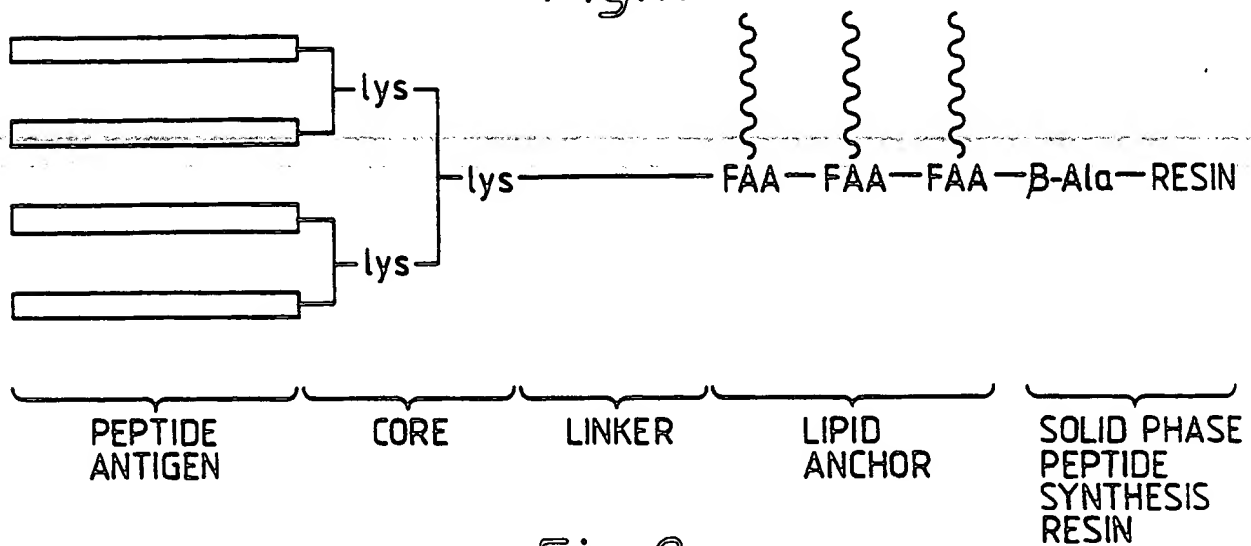 lys
lys FAA FAA FAA β-Ala RESIN
lys
PEPTIDE ANTIGEN
CORE
LINKER
LIPID ANCHOR
SOLID PHASE PEPTIDE SYNTHESIS RESIN